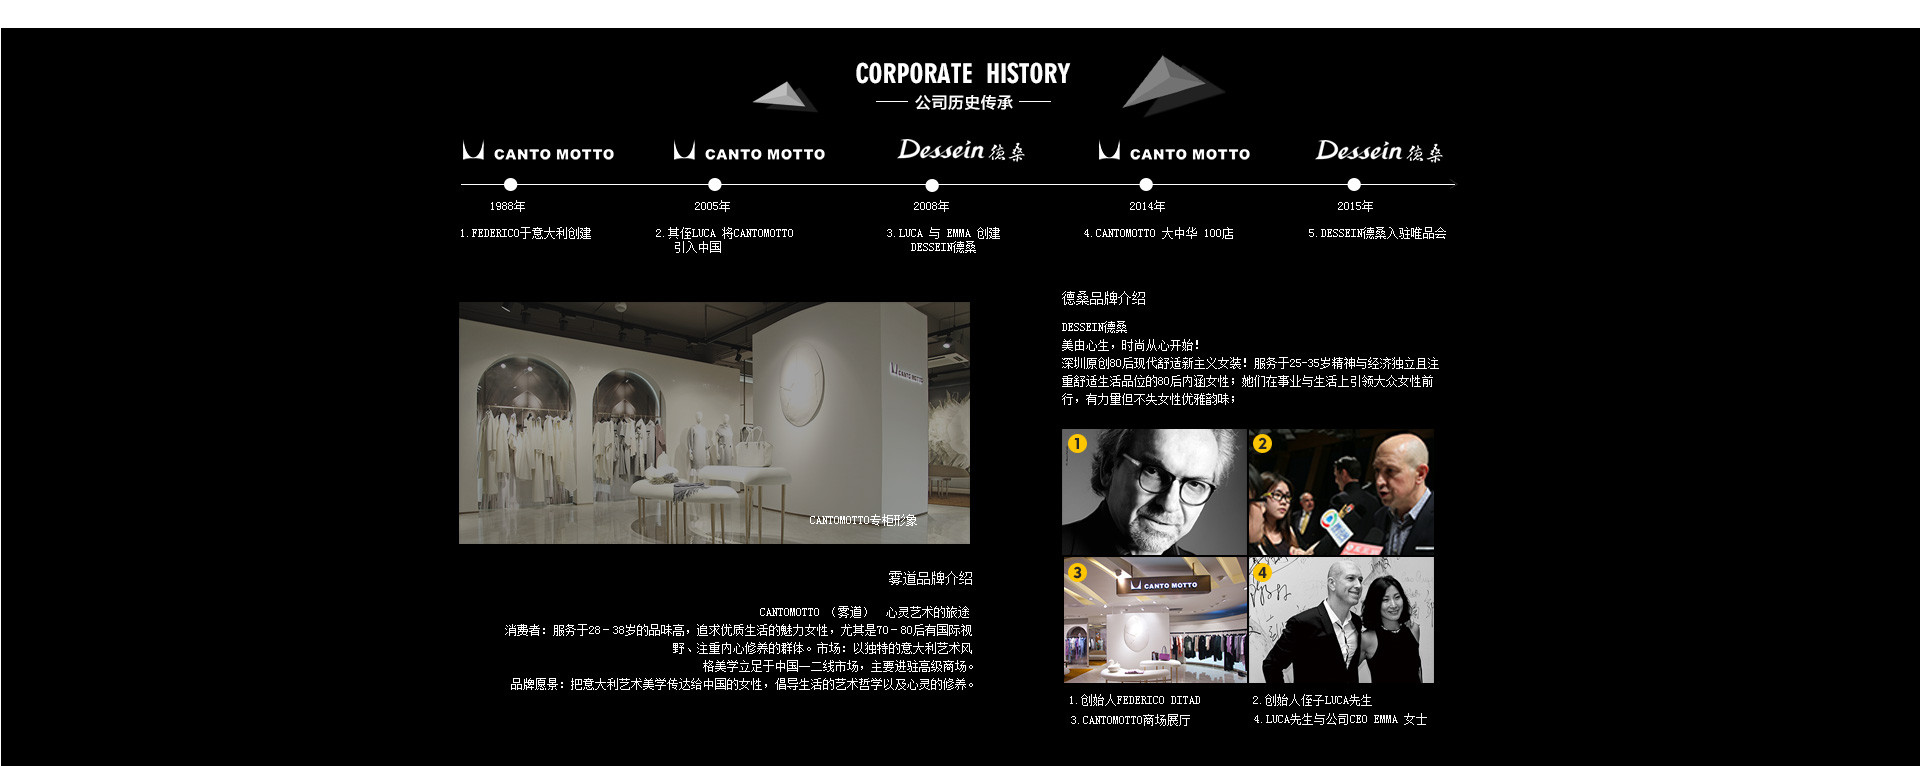 CORPORATE HISTORY
公司历史传承
CANTO MOTTO
CANTO MOTTO
Dessein 德桑
CANTO MOTTO
Dessein 德桑
1988年
2005年
2008年
2014年
2015年
1.FEDERICO于意大利创建
2.其侄LUCA 将CANTOMOTTO
引入中国
3.LUCA 与 EMMA 创建
DESSEIN德桑
4.CANTOMOTTO 大中华 100店
5.DESSEIN德桑入驻唯品会
CANTO MOTTO
CANTOMOTTO专柜形象
雾道品牌介绍
CANTOMOTTO （雾道） 心灵艺术的旅途
消费者：服务于28－38岁的品味高，追求优质生活的魅力女性，尤其是70－80后有国际视
野、注重内心修养的群体。市场：以独特的意大利艺术风
格美学立足于中国一二线市场，主要进驻高级商场。
品牌愿景：把意大利艺术美学传达给中国的女性，倡导生活的艺术哲学以及心灵的修养。
德桑品牌介绍
DESSEIN德桑
美由心生，时尚从心开始！
深圳原创80后现代舒适新主义女装！服务于25-35岁精神与经济独立且注
重舒适生活品位的80后内涵女性；她们在事业与生活上引领大众女性前
行，有力量但不失女性优雅韵味；
1
2
3
CANTO MOTTO
4
1.创始人FEDERICO DITAD
2.创始人侄子LUCA先生
3.CANTOMOTTO商场展厅
4.LUCA先生与公司CEO EMMA 女士